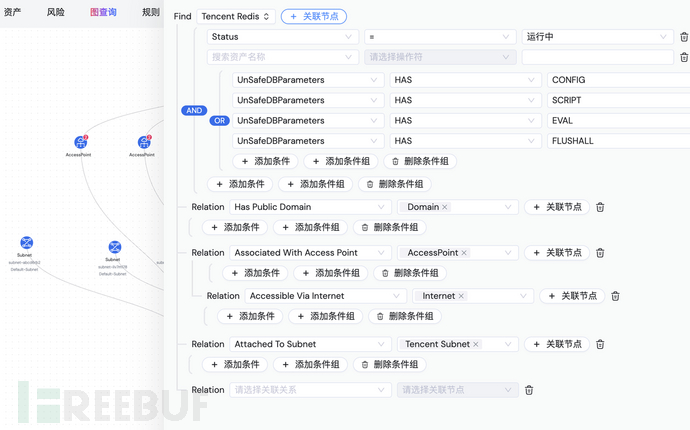 资产 风险 图查询 规则
Find Tencent Redis + 关联节点
Status = 运行中
搜索资产名称 请选择操作符
UnSafeDBParameters HAS CONFIG
UnSafeDBParameters HAS SCRIPT
AND
OR UnSafeDBParameters HAS EVAL
UnSafeDBParameters HAS FLUSHALL
+ 添加条件 + 添加条件组 删除条件组
+ 添加条件 + 添加条件组 删除条件组
Relation Has Public Domain Domain × + 关联节点
+ 添加条件 + 添加条件组 删除条件组
Relation Associated With Access Point AccessPoint × + 关联节点
+ 添加条件 + 添加条件组 删除条件组
Relation Accessible Via Internet Internet × + 关联节点
+ 添加条件 + 添加条件组 删除条件组
Relation Attached To Subnet Tencent Subnet × + 关联节点
+ 添加条件 + 添加条件组 删除条件组
Relation 请选择关联关系 请选择关联节点
AccessPoint AccessPoint
Subnet Subnet
Default-Subnet Default-Subnet
FREEBUF